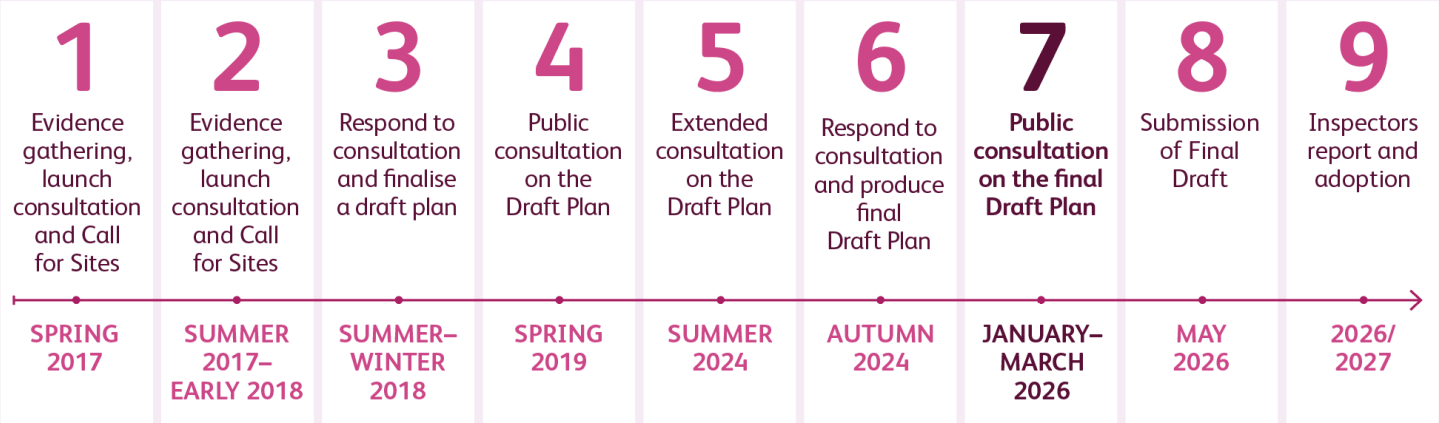 1
Evidence
gathering,
launch
consultation
and Call
for Sites
SPRING
2017
2
Evidence
gathering,
launch
consultation
and Call
for Sites
SUMMER
2017–
EARLY 2018
3
Respond to
consultation
and finalise
a draft plan
SUMMER–
WINTER
2018
4
Public
consultation
on the
Draft Plan
SPRING
2019
5
Extended
consultation
on the
Draft Plan
SUMMER
2024
6
Respond to
consultation
and produce
final
Draft Plan
AUTUMN
2024
7
Public
consultation
on the final
Draft Plan
JANUARY–
MARCH
2026
8
Submission
of Final
Draft
MAY
2026
9
Inspectors
report and
adoption
2026/
2027